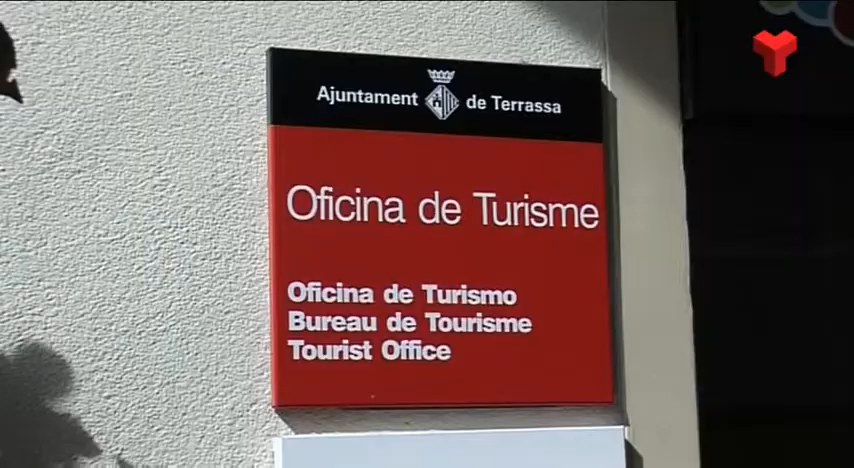 Ajuntament de Terrassa
Oficina de Turisme
Oficina de Turismo
Bureau de Tourisme
Tourist Office